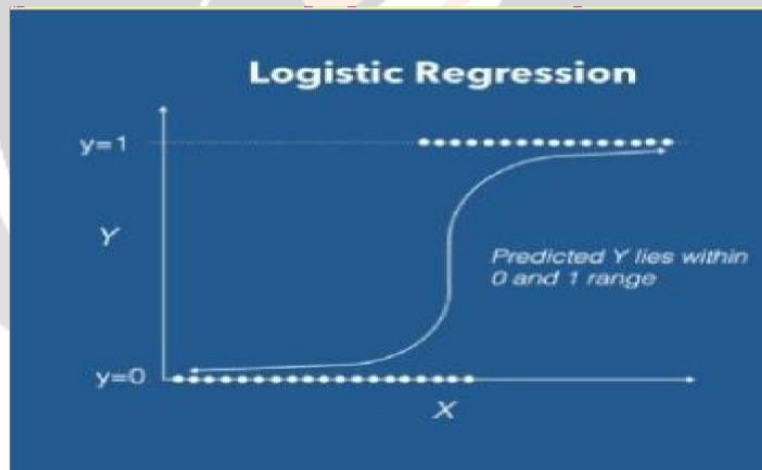 Logistic Regression
y=1
Y
Predicted Y lies within
0 and 1 range
y=0
X